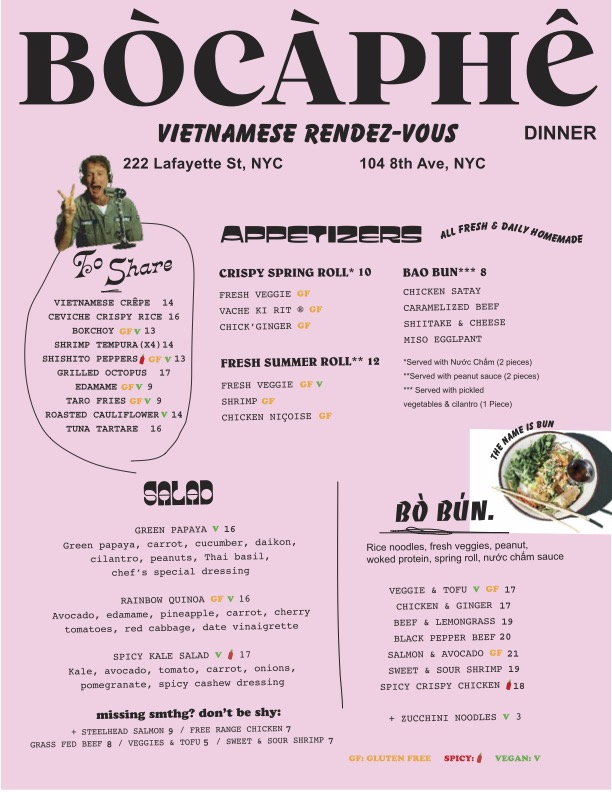 BÒCÀPHÊ
VIETNAMESE RENDEZ-VOUS
DINNER
222 Lafayette St, NYC
104 8th Ave, NYC
To Share
VIETNAMESE CRÊPE 14
CEVICHE CRISPY RICE 16
BOKCHOY GF V 13
SHRIMP TEMPURA(X4)14
SHISHITO PEPPERS GF V 13
GRILLED OCTOPUS 17
EDAMAME GF V 9
TARO FRIES GF V 9
ROASTED CAULIFLOWER V 14
TUNA TARTARE 16
APPETIZERS
ALL FRESH & DAILY HOMEMADE
CRISPY SPRING ROLL* 10
FRESH VEGGIE GF
VACHE KI RIT ® GF
CHICK'GINGER GF
FRESH SUMMER ROLL** 12
FRESH VEGGIE GF V
SHRIMP GF
CHICKEN NIÇOISE GF
BAO BUN*** 8
CHICKEN SATAY
CARAMELIZED BEEF
SHIITAKE & CHEESE
MISO EGGLPANT
*Served with Nước Chấm (2 pieces)
**Served with peanut sauce (2 pieces)
*** Served with pickled
vegetables & cilantro (1 Piece)
SALAD
GREEN PAPAYA V 16
Green papaya, carrot, cucumber, daikon,
cilantro, peanuts, Thai basil,
chef's special dressing
RAINBOW QUINOA GF V 16
Avocado, edamame, pineapple, carrot, cherry
tomatoes, red cabbage, date vinaigrette
SPICY KALE SALAD V 17
Kale, avocado, tomato, carrot, onions,
pomegranate, spicy cashew dressing
missing smthg? don't be shy:
+ STEELHEAD SALMON 9 / FREE RANGE CHICKEN 7
GRASS FED BEEF 8 / VEGGIES & TOFU 5 / SWEET & SOUR SHRIMP 7
THE NAME IS BUN
BÒ BÚN.
Rice noodles, fresh veggies, peanut,
woked protein, spring roll, nước chấm sauce
VEGGIE & TOFU V GF 17
CHICKEN & GINGER 17
BEEF & LEMONGRASS 19
BLACK PEPPER BEEF 20
SALMON & AVOCADO GF 21
SWEET & SOUR SHRIMP 19
SPICY CRISPY CHICKEN 18
+ ZUCCHINI NOODLES V 3
GF: GLUTEN FREE SPICY: VEGAN: V